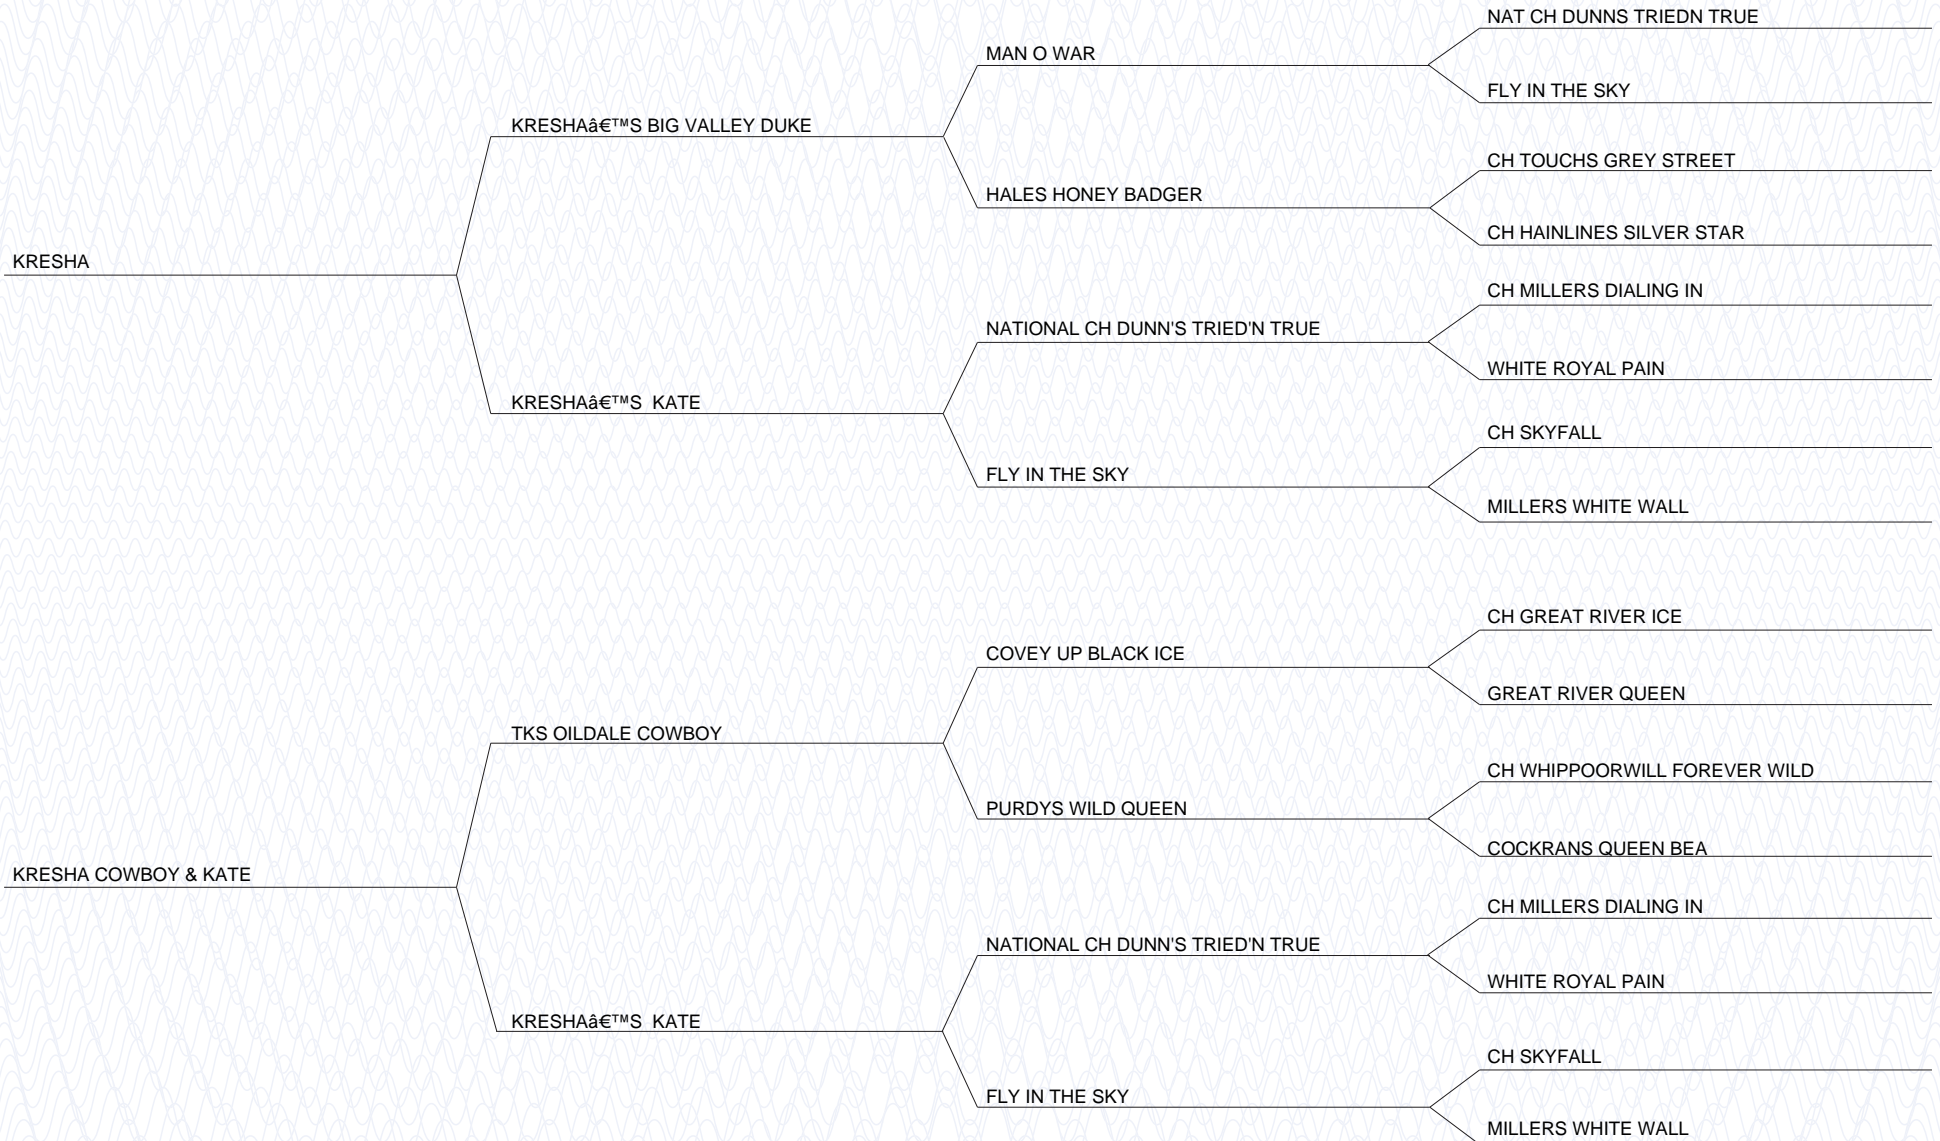 NAT CH DUNNS TRIEDN TRUE
MAN O WAR
FLY IN THE SKY
KRESHAâ€™S BIG VALLEY DUKE
CH TOUCHS GREY STREET
HALES HONEY BADGER
CH HAINLINES SILVER STAR
KRESHA
CH MILLERS DIALING IN
NATIONAL CH DUNN'S TRIED'N TRUE
WHITE ROYAL PAIN
KRESHAâ€™S  KATE
CH SKYFALL
FLY IN THE SKY
MILLERS WHITE WALL
CH GREAT RIVER ICE
COVEY UP BLACK ICE
GREAT RIVER QUEEN
TKS OILDALE COWBOY
CH WHIPPOORWILL FOREVER WILD
PURDYS WILD QUEEN
COCKRANS QUEEN BEA
KRESHA COWBOY & KATE
CH MILLERS DIALING IN
NATIONAL CH DUNN'S TRIED'N TRUE
WHITE ROYAL PAIN
KRESHAâ€™S  KATE
CH SKYFALL
FLY IN THE SKY
MILLERS WHITE WALL